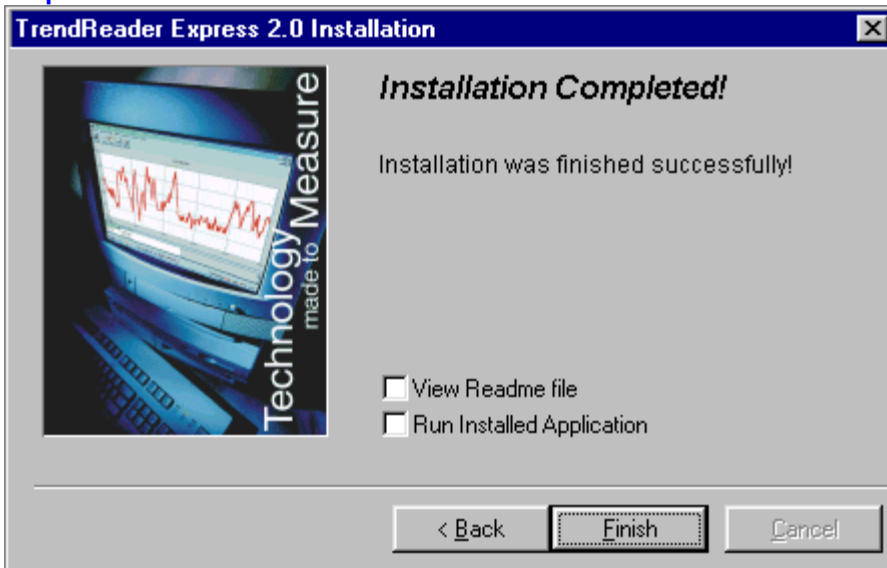 TrendReader Express 2.0 Installation
Technology
made to Measure
Installation Completed!
Installation was finished successfully!
View Readme file
Run Installed Application
< Back
Finish
Cancel